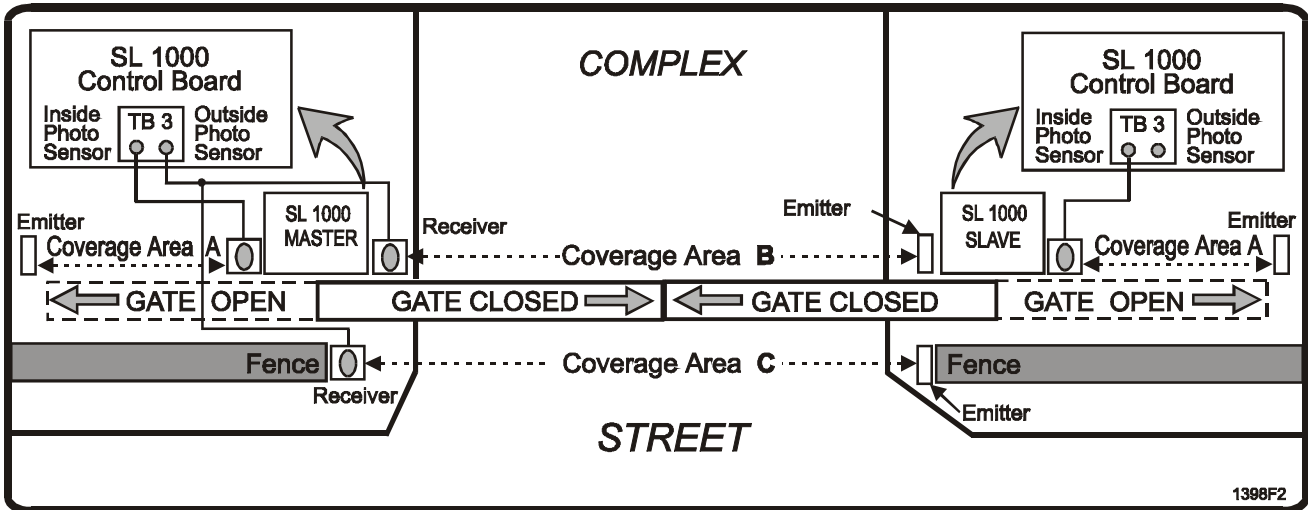 COMPLEX
SL 1000
Control Board
Inside
Photo
Sensor
TB 3
Outside
Photo
Sensor
SL 1000
Control Board
Inside
Photo
Sensor
TB 3
Outside
Photo
Sensor
Emitter
Coverage Area A
SL 1000
MASTER
Receiver
Coverage Area B
Emitter
SL 1000
SLAVE
Emitter
Coverage Area A
GATE OPEN
GATE CLOSED
GATE CLOSED
GATE OPEN
Fence
Receiver
Coverage Area C
Fence
Emitter
STREET
1398F2